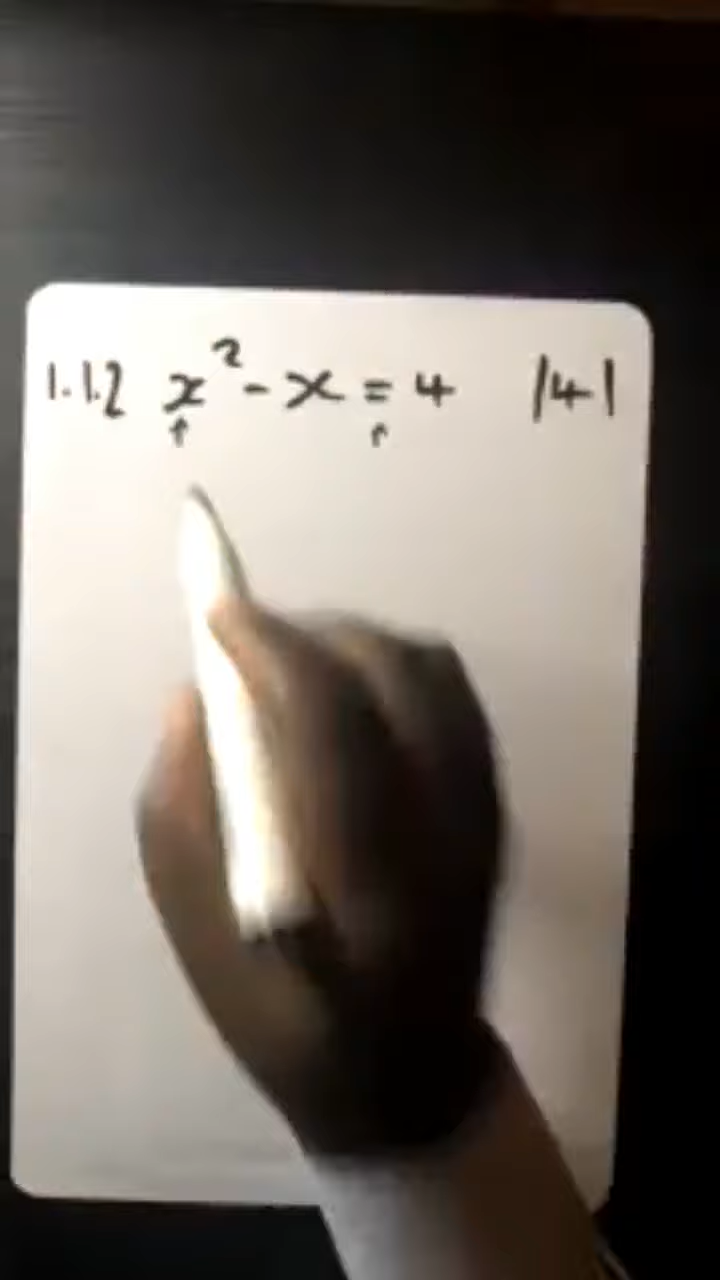 1.1.2 x² - x = 4 |4|
↑ ↑